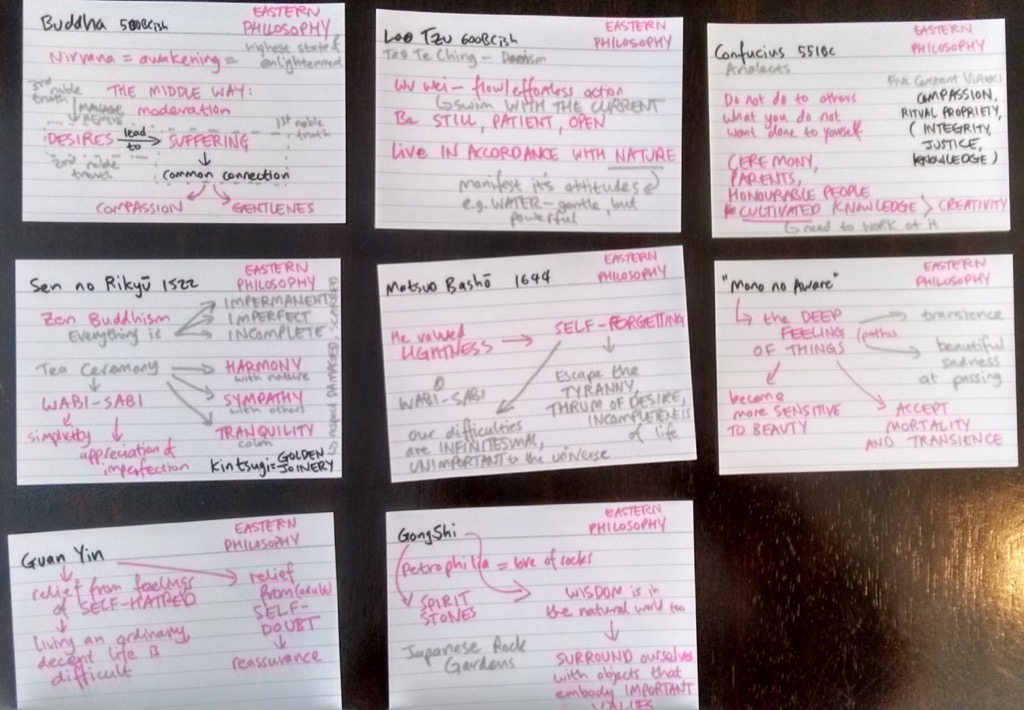 Buddha 500BCish
EASTERN
PHILOSOPHY
Nirvana = awakening = highest state of
enlightenment
3rd noble
truth
THE MIDDLE WAY:
moderation
MANAGE
REMOVE
DESIRES lead to SUFFERING
1st noble
truth
2nd noble
truth
common connection
COMPASSION GENTLENES
Lao Tzu 600BCish
EASTERN
PHILOSOPHY
Tao Te Ching - Daoism
WU wei - flow/effortless action
swim WITH THE CURRENT
Be STILL, PATIENT, OPEN
Live IN ACCORDANCE WITH NATURE
manifest it's attitudes
e.g. WATER - gentle, but
powerful
Confucius 551BC
EASTERN
PHILOSOPHY
Analects
Five Constant Virtues
COMPASSION,
RITUAL PROPRIETY,
( INTEGRITY,
JUSTICE,
KNOWLEDGE )
Do not do to others
what you do not
want done to yourself
CEREMONY,
PARENTS,
HONOURABLE PEOPLE
CULTIVATED KNOWLEDGE > CREATIVITY
need to work at it
Sen no Rikyū 1522
EASTERN
PHILOSOPHY
Zen Buddhism
Everything is
IMPERMANENT
IMPERFECT
INCOMPLETE
Tea Ceremony
HARMONY
with nature
WABI-SABI
SYMPATHY
with others
simplicity
TRANQUILITY
calm
appreciation of
imperfection
Kintsugi = GOLDEN
JOINERY
respect DAMAGED, SCARRED
Matsuo Bashō 1644
EASTERN
PHILOSOPHY
He valued
LIGHTNESS
SELF-FORGETTING
WABI-SABI
Escape the
TYRANNY,
THRUM OF DESIRE,
INCOMPLETENESS
of life
our difficulties
are INFINITESIMAL,
UNIMPORTANT to the universe
"Mono no Aware"
EASTERN
PHILOSOPHY
the DEEP
FEELING (pathos
OF THINGS
transience
beautiful
sadness
at passing
become
more SENSITIVE
TO BEAUTY
ACCEPT
MORTALITY
AND TRANSIENCE
Guan Yin
EASTERN
PHILOSOPHY
relief from feelings
of SELF-HATRED
living an ordinary,
decent life is
difficult
relief
from (acute)
SELF-
DOUBT
reassurance
GongShi
EASTERN
PHILOSOPHY
(Petrophilia = love of rocks
SPIRIT
STONES
WISDOM is in
the natural world too
Japanese Rock
Gardens
SURROUND ourselves
with objects that
embody IMPORTANT
VALUES